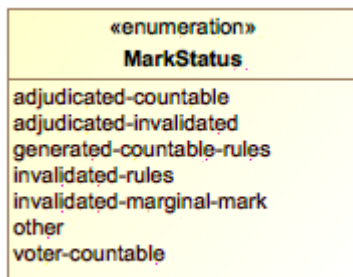 «enumeration»
MarkStatus
adjudicated-countable
adjudicated-invalidated
generated-countable-rules
invalidated-rules
invalidated-marginal-mark
other
voter-countable